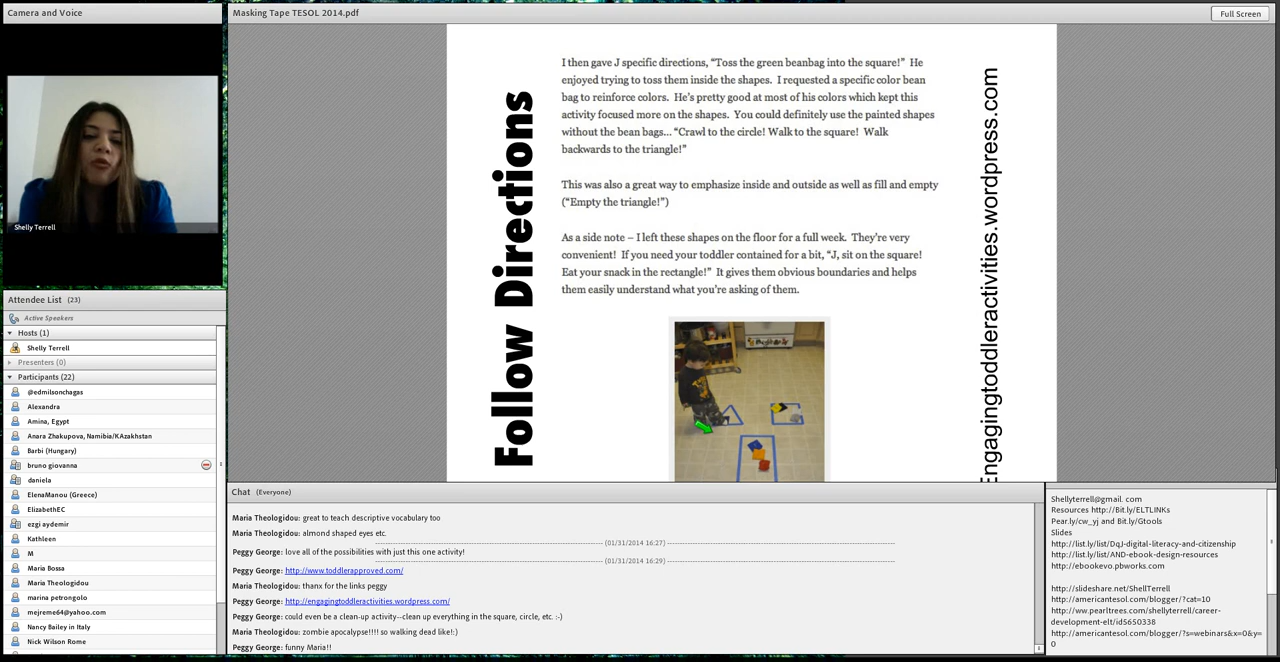 Camera and Voice
Shelly Terrell
Attendee List (23)
Active Speakers
Hosts (1)
Shelly Terrell
Presenters (0)
Participants (22)
@edmilsonchagas
Alexandra
Amina, Egypt
Anara Zhakupova, Namibia/KAzakhstan
Barbi (Hungary)
bruno giovanna
daniela
ElenaManou (Greece)
ElizabethEC
ezgi aydemir
Kathleen
M
Maria Bossa
Maria Theologidou
marina petrongolo
mejreme64@yahoo.com
Nancy Bailey in Italy
Nick Wilson Rome
Masking Tape TESOL 2014.pdf
Full Screen
Follow Directions
I then gave J specific directions, “Toss the green beanbag into the square!”  He
enjoyed trying to toss them inside the shapes.  I requested a specific color bean
bag to reinforce colors.  He’s pretty good at most of his colors which kept this
activity focused more on the shapes.  You could definitely use the painted shapes
without the bean bags… “Crawl to the circle! Walk to the square!  Walk
backwards to the triangle!”
This was also a great way to emphasize inside and outside as well as fill and empty
(“Empty the triangle!”)
As a side note – I left these shapes on the floor for a full week.  They’re very
convenient!  If you need your toddler contained for a bit, “J, sit on the square!
Eat your snack in the rectangle!”  It gives them obvious boundaries and helps
them easily understand what you’re asking of them.
Engagingtoddleractivities.wordpress.com
Chat (Everyone)
Maria Theologidou: great to teach descriptive vocabulary too
Maria Theologidou: almond shaped eyes etc.
(01/31/2014 16:27)
Peggy George: love all of the possibilities with just this one activity!
(01/31/2014 16:29)
Peggy George: http://www.toddlerapproved.com/
Maria Theologidou: thanx for the links peggy
Peggy George: http://engagingtoddleractivities.wordpress.com/
Peggy George: could even be a clean-up activity--clean up everything in the square, circle, etc. :-)
Maria Theologidou: zombie apocalypse!!!! so walking dead like!:)
Peggy George: funny Maria!!
Shellyterrell@gmail. com
Resources http://Bit.ly/ELTLINKs
Pear.ly/cw_yj and Bit.ly/Gtools
Slides
http://list.ly/list/DqJ-digital-literacy-and-citizenship
http://list.ly/list/AND-ebook-design-resources
http://ebookevo.pbworks.com
http://slideshare.net/ShellTerrell
http://americantesol.com/blogger/?cat=10
http://ww.pearltrees.com/shellyterrell/career-
development-elt/id5650338
http://americantesol.com/blogger/?s=webinars&x=0&y=
0